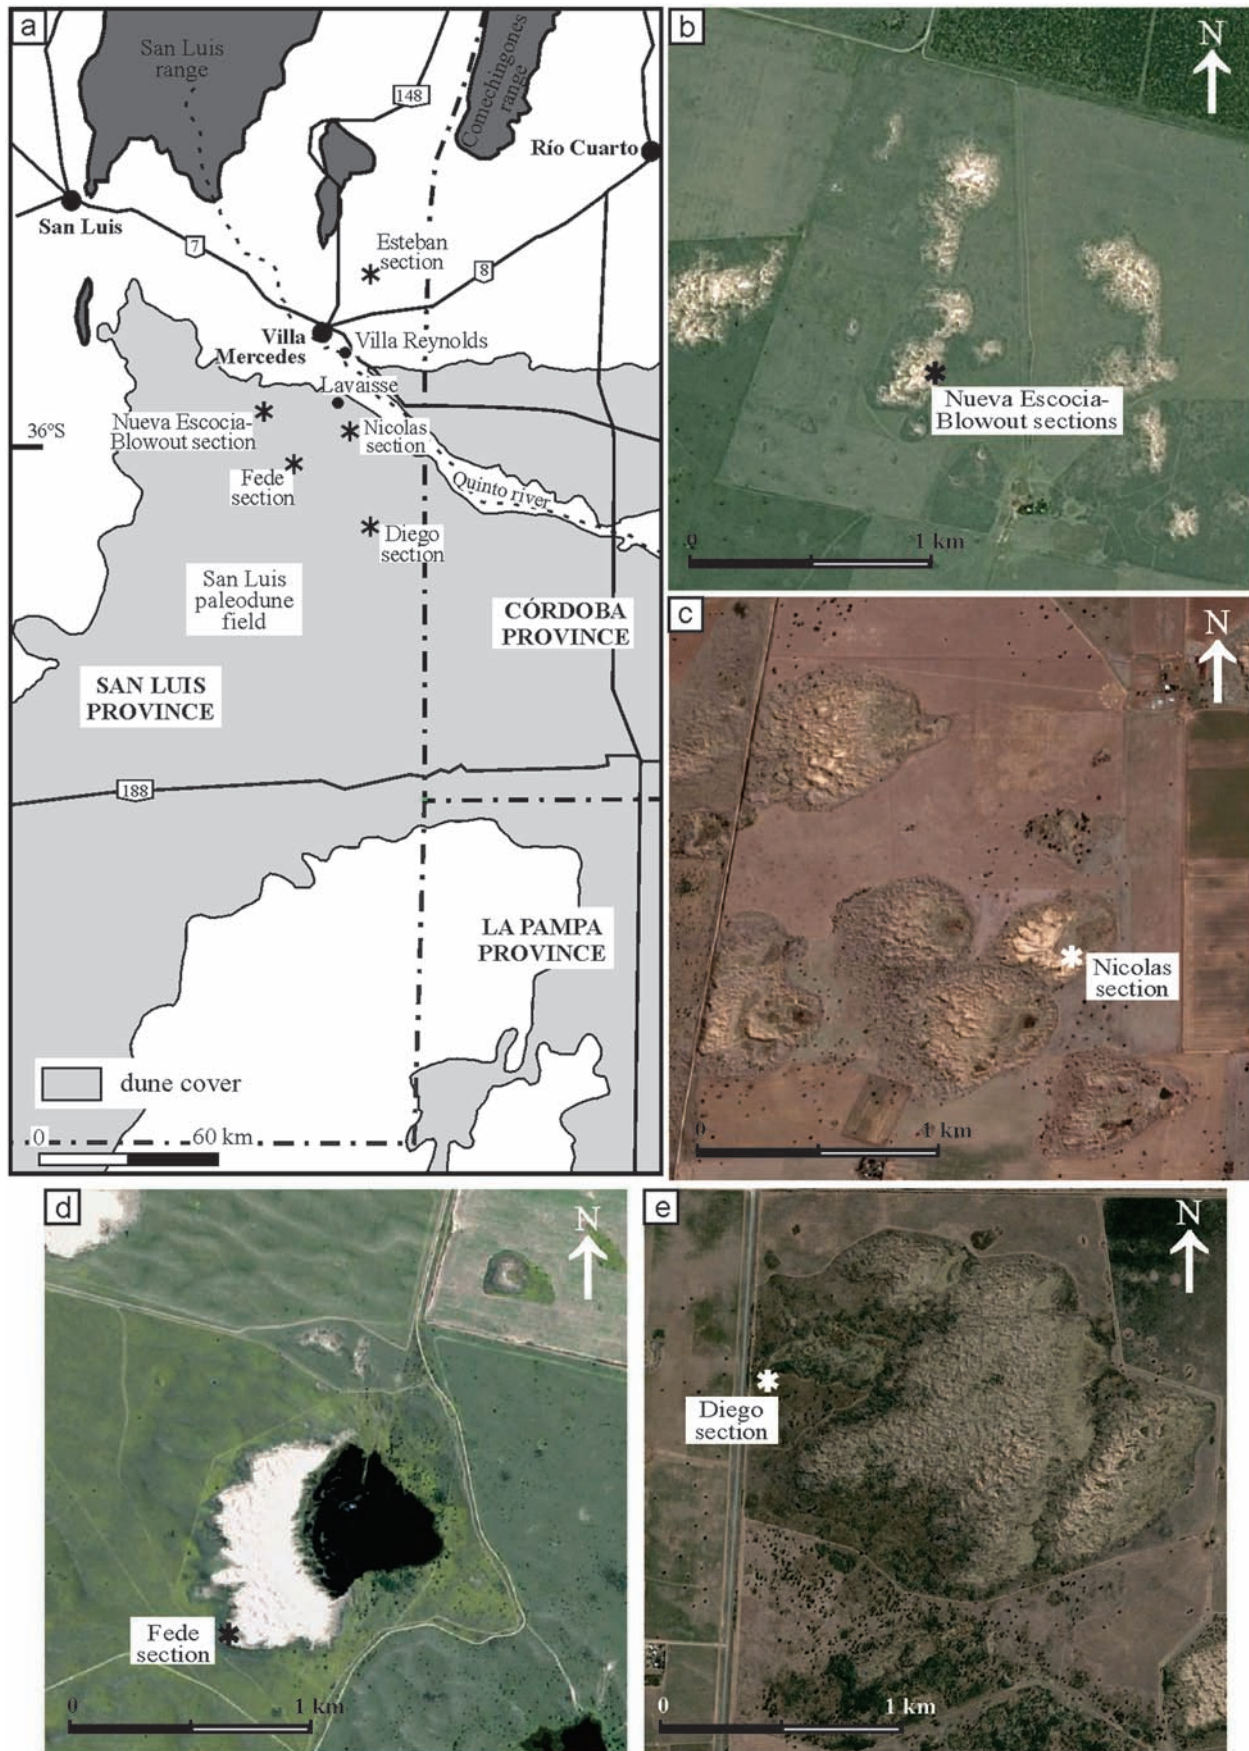 a
San Luis
range
Comechingones
range
148
Río Cuarto
San Luis
7
Esteban
section
8
Villa
Mercedes
Villa Reynolds
Lavaisse
Nueva Escocia-
Blowout section
Nicolas
section
36ºS
Fede
section
Quinto river
Diego
section
San Luis
paleodune
field
CÓRDOBA
PROVINCE
SAN LUIS
PROVINCE
188
LA PAMPA
PROVINCE
dune cover
0 60 km
b
N
Nueva Escocia-
Blowout sections
0 1 km
c
N
Nicolas
section
0 1 km
d
N
Fede
section
0 1 km
e
N
Diego
section
0 1 km